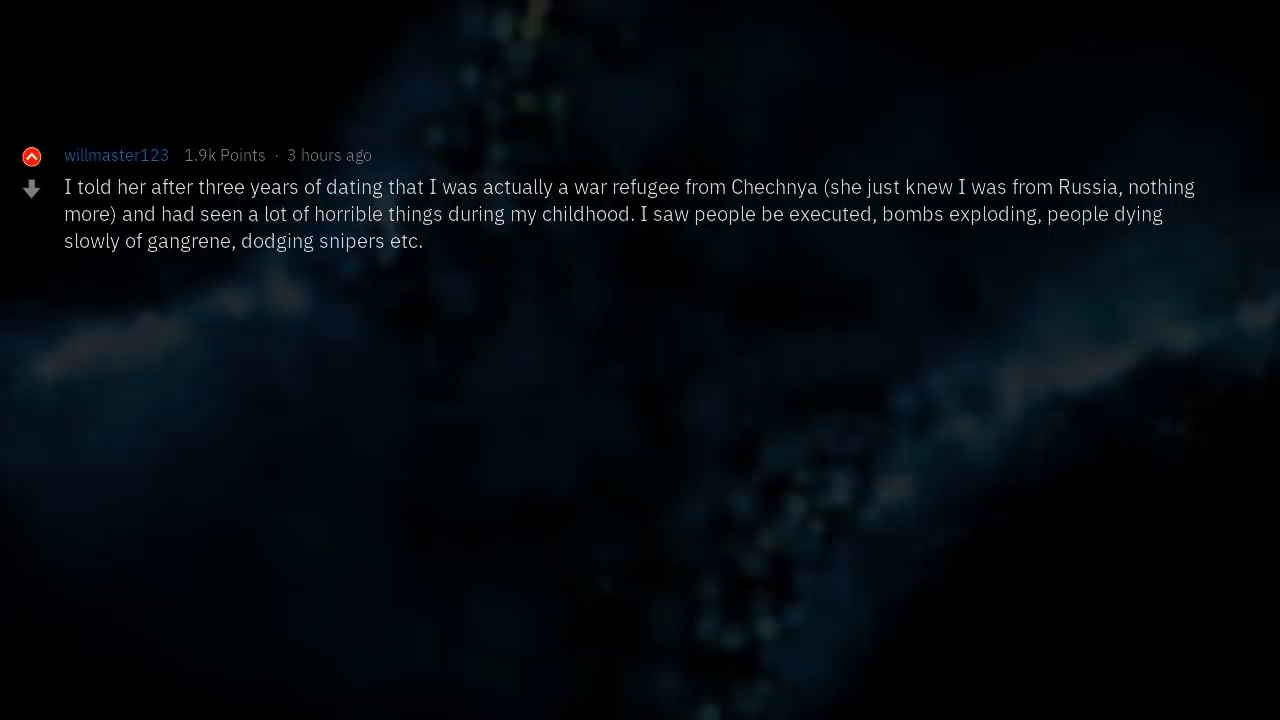 willmaster123 1.9k Points · 3 hours ago
I told her after three years of dating that I was actually a war refugee from Chechnya (she just knew I was from Russia, nothing
more) and had seen a lot of horrible things during my childhood. I saw people be executed, bombs exploding, people dying
slowly of gangrene, dodging snipers etc.